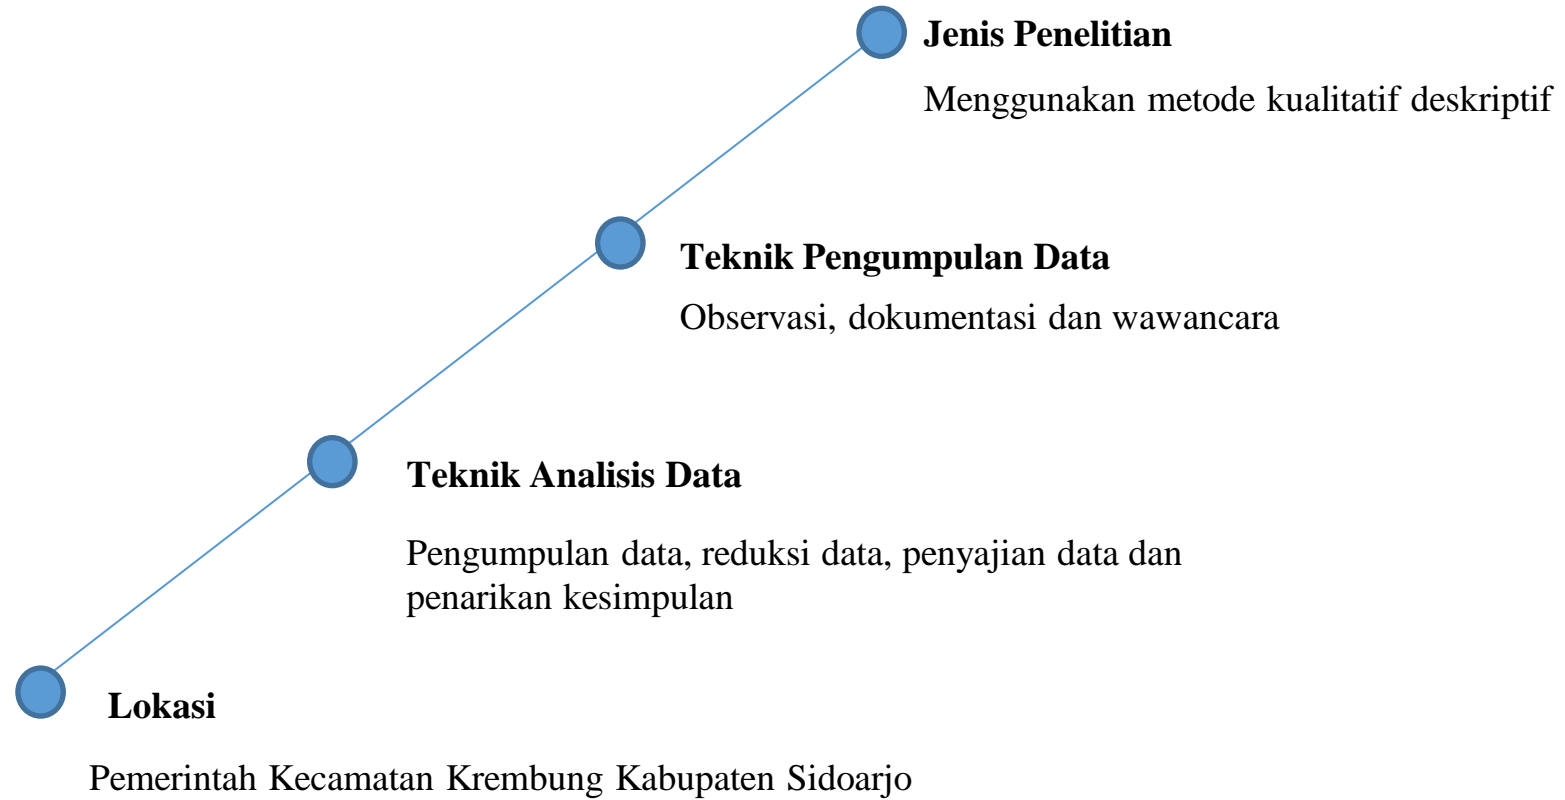 Jenis Penelitian
Menggunakan metode kualitatif deskriptif
Teknik Pengumpulan Data
Observasi, dokumentasi dan wawancara
Teknik Analisis Data
Pengumpulan data, reduksi data, penyajian data dan
penarikan kesimpulan
Lokasi
Pemerintah Kecamatan Krembung Kabupaten Sidoarjo